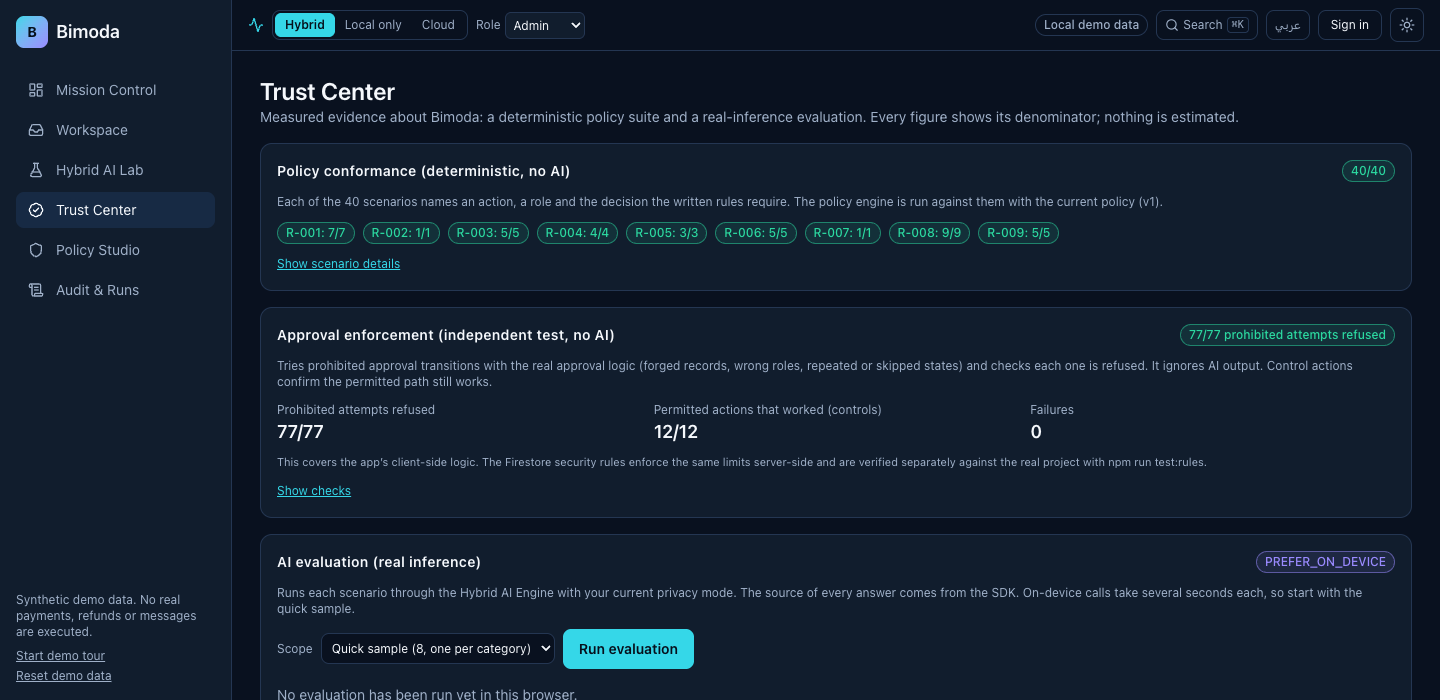 B Bimoda
Mission Control
Workspace
Hybrid AI Lab
Trust Center
Policy Studio
Audit & Runs
Synthetic demo data. No real
payments, refunds or messages
are executed.
Start demo tour
Reset demo data
Hybrid Local only Cloud Role Admin Local demo data Search ⌘K عربي Sign in
Trust Center
Measured evidence about Bimoda: a deterministic policy suite and a real-inference evaluation. Every figure shows its denominator; nothing is estimated.
Policy conformance (deterministic, no AI) 40/40
Each of the 40 scenarios names an action, a role and the decision the written rules require. The policy engine is run against them with the current policy (v1).
R-001: 7/7 R-002: 1/1 R-003: 5/5 R-004: 4/4 R-005: 3/3 R-006: 5/5 R-007: 1/1 R-008: 9/9 R-009: 5/5
Show scenario details
Approval enforcement (independent test, no AI) 77/77 prohibited attempts refused
Tries prohibited approval transitions with the real approval logic (forged records, wrong roles, repeated or skipped states) and checks each one is refused. It ignores AI output. Control actions
confirm the permitted path still works.
Prohibited attempts refused Permitted actions that worked (controls) Failures
77/77 12/12 0
This covers the app's client-side logic. The Firestore security rules enforce the same limits server-side and are verified separately against the real project with npm run test:rules.
Show checks
AI evaluation (real inference) PREFER_ON_DEVICE
Runs each scenario through the Hybrid AI Engine with your current privacy mode. The source of every answer comes from the SDK. On-device calls take several seconds each, so start with the
quick sample.
Scope Quick sample (8, one per category) Run evaluation
No evaluation has been run yet in this browser.